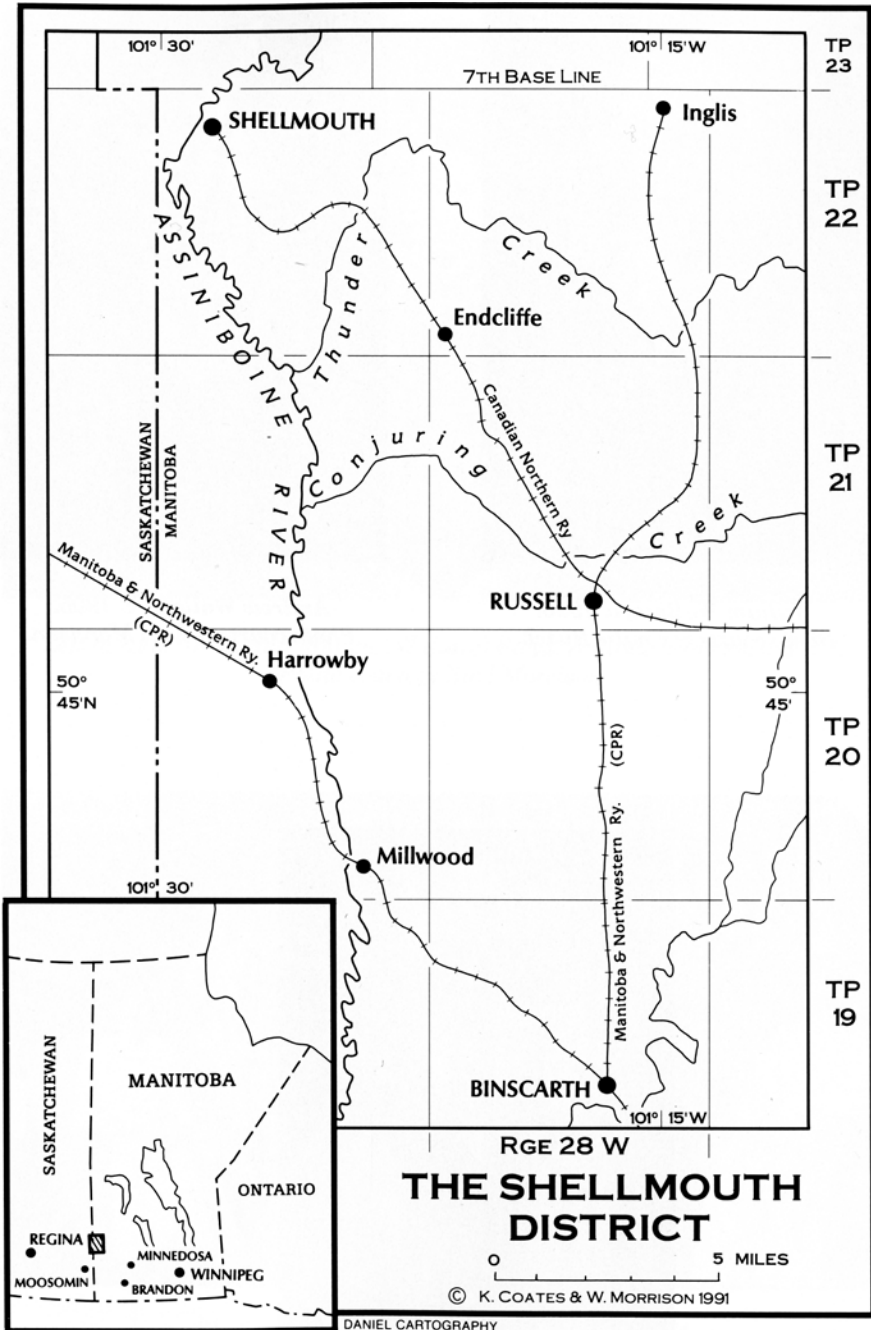 101° 30'
101° 15'W
TP
23
7TH BASE LINE
SHELLMOUTH
Inglis
TP
22
ASSINIBOINE RIVER
Thunder Creek
Endcliffe
Canadian Northern Ry
SASKATCHEWAN
MANITOBA
Conjuring Creek
TP
21
Manitoba & Northwestern Ry.
(CPR)
RUSSELL
Harrowby
50°
45'N
50°
45'
TP
20
Manitoba & Northwestern Ry. (CPR)
Millwood
101° 30'
TP
19
BINSCARTH
101° 15'W
RGE 28 W
THE SHELLMOUTH
DISTRICT
0 5 MILES
© K. COATES & W. MORRISON 1991
SASKATCHEWAN
MANITOBA
ONTARIO
REGINA
MINNEDOSA
MOOSOMIN
WINNIPEG
BRANDON
DANIEL CARTOGRAPHY